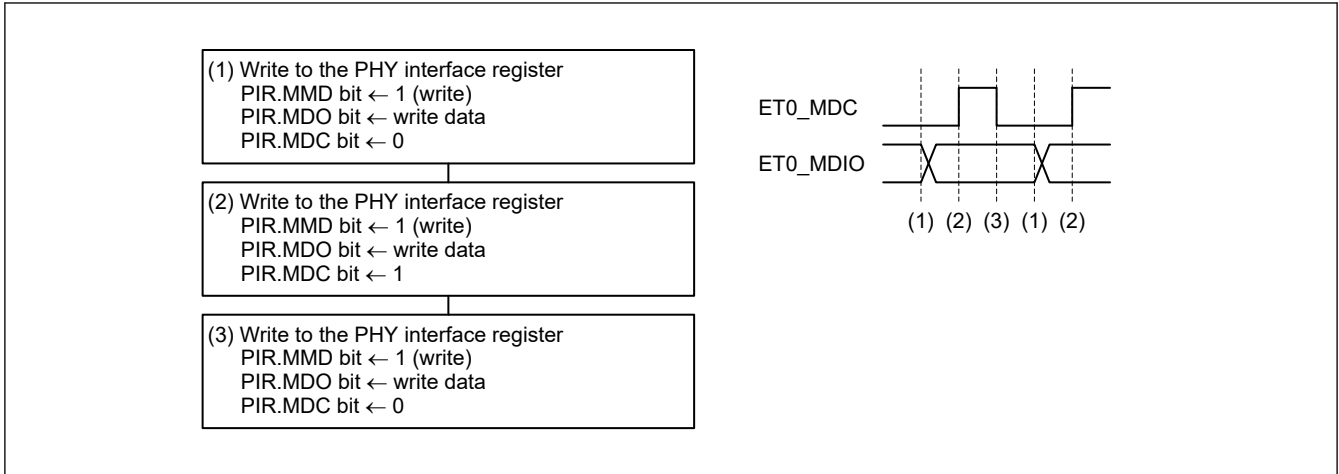 (1) Write to the PHY interface register
PIR.MMD bit ← 1 (write)
PIR.MDO bit ← write data
PIR.MDC bit ← 0
(2) Write to the PHY interface register
PIR.MMD bit ← 1 (write)
PIR.MDO bit ← write data
PIR.MDC bit ← 1
(3) Write to the PHY interface register
PIR.MMD bit ← 1 (write)
PIR.MDO bit ← write data
PIR.MDC bit ← 0
ET0_MDC
ET0_MDIO
(1) (2) (3) (1) (2)